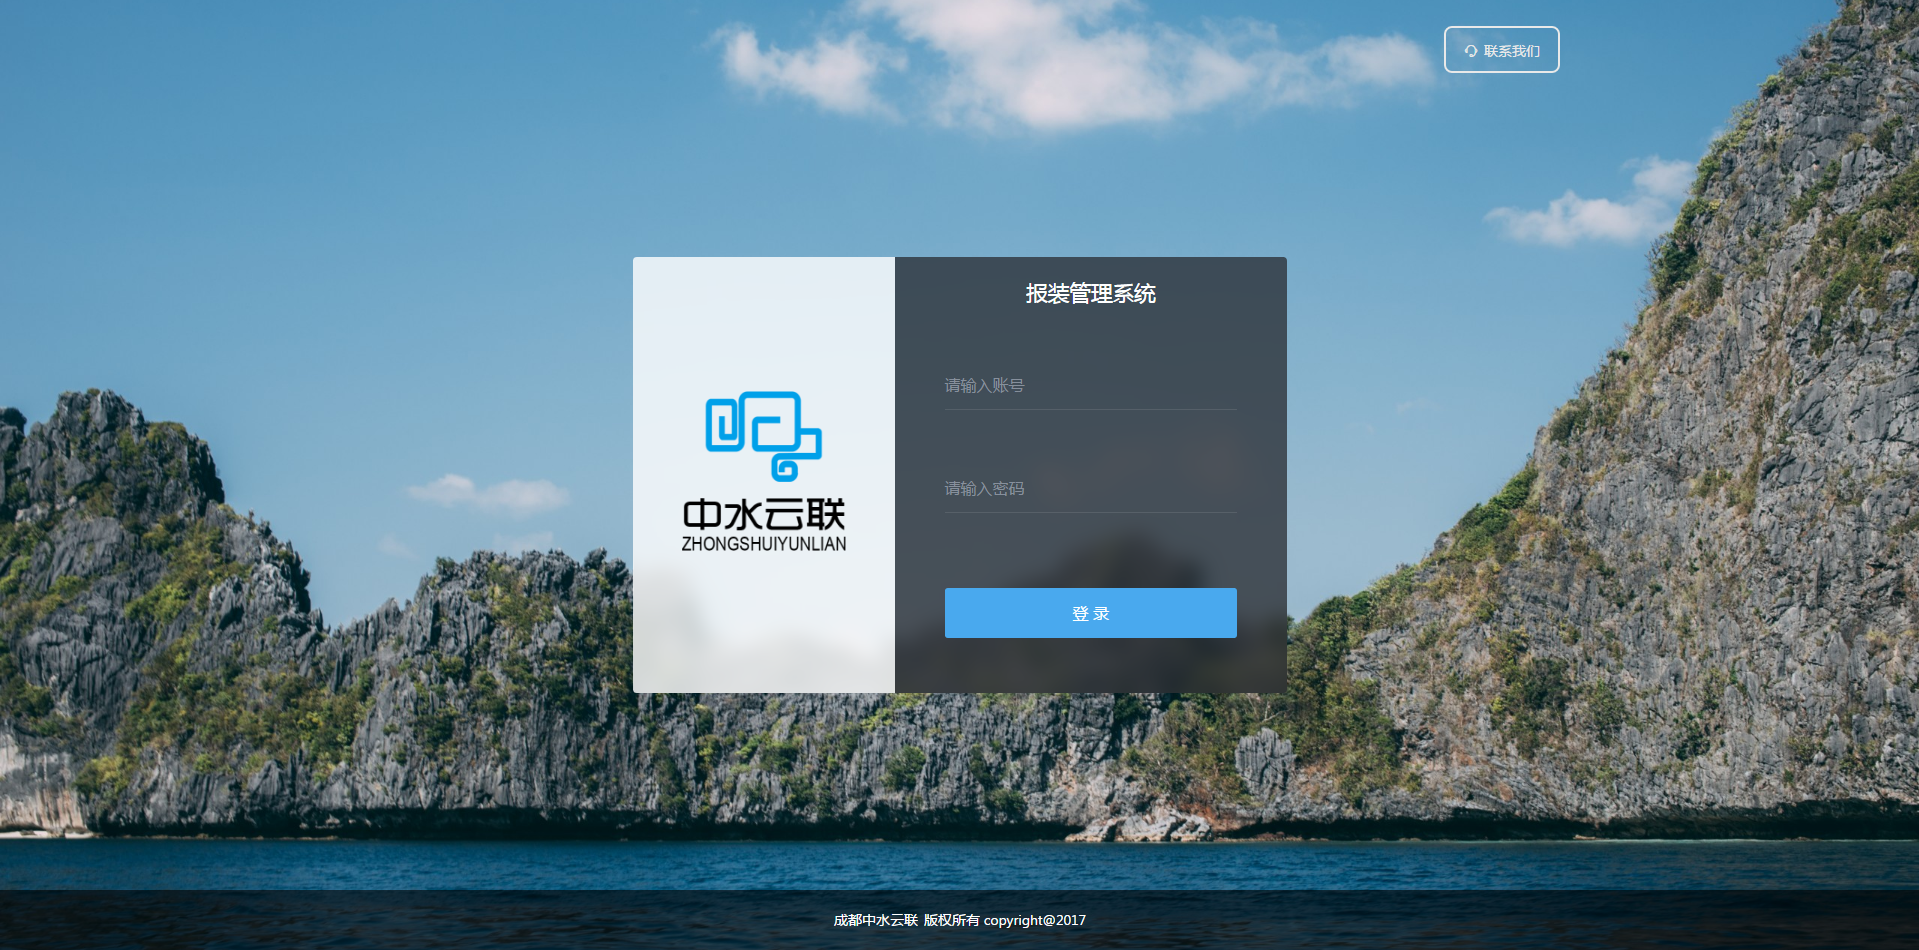 联系我们
报装管理系统
请输入账号
中水云联
ZHONGSHUIYUNLIAN
请输入密码
登 录
成都中水云联 版权所有 copyright@2017